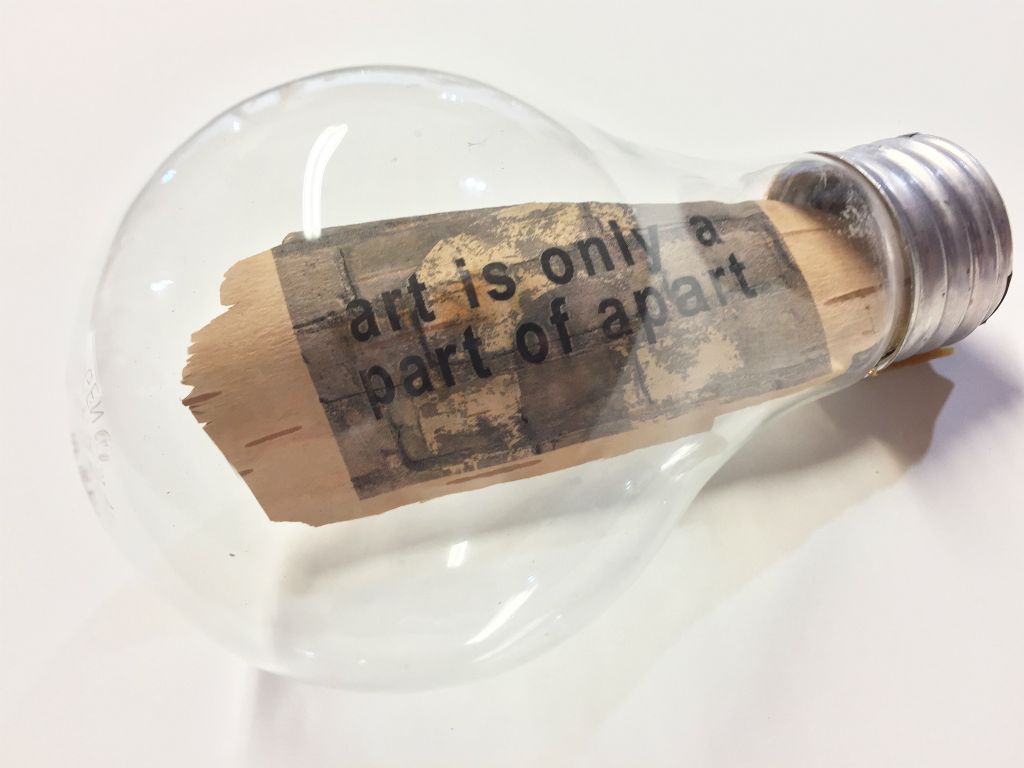 art is only a
part of apart